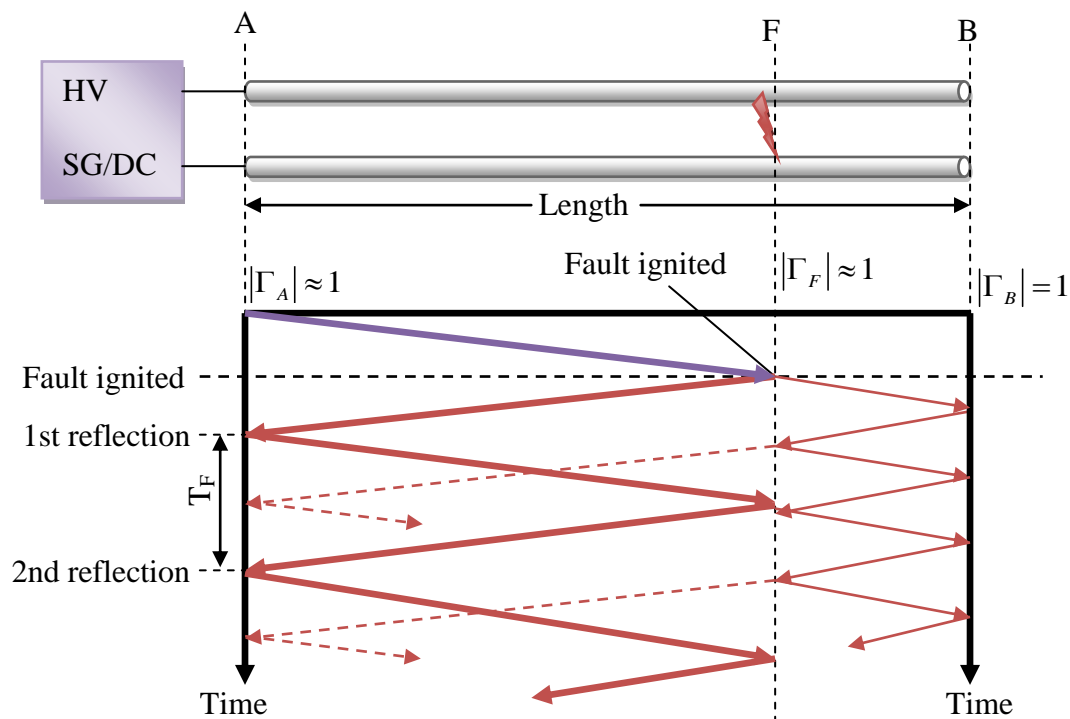 A
F
B
HV
SG/DC
Length
Fault ignited
|Γ_A| ≈ 1
|Γ_F| ≈ 1
|Γ_B| = 1
Fault ignited
1st reflection
T_F
2nd reflection
Time
Time